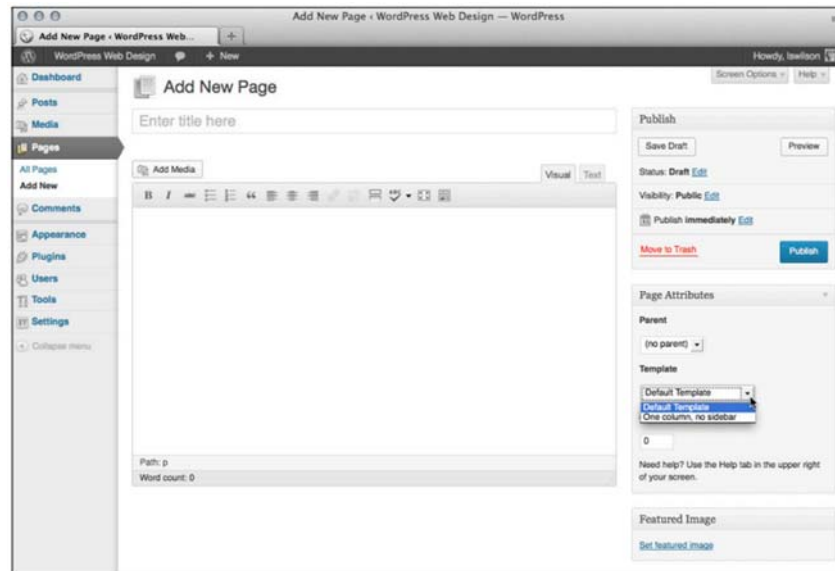 Add New Page ‹ WordPress Web Design — WordPress
Add New Page ‹ WordPress Web...
WordPress Web Design
+ New
Howdy, lswilson
Screen Options
Help
Dashboard
Posts
Media
Pages
All Pages
Add New
Comments
Appearance
Plugins
Users
Tools
Settings
Collapse menu
Add New Page
Enter title here
Add Media
Visual
Text
B I ABC
Path: p
Word count: 0
Publish
Save Draft
Preview
Status: Draft Edit
Visibility: Public Edit
Publish immediately Edit
Move to Trash
Publish
Page Attributes
Parent
(no parent)
Template
Default Template
Default Template
One column, no sidebar
0
Need help? Use the Help tab in the upper right
of your screen.
Featured Image
Set featured image